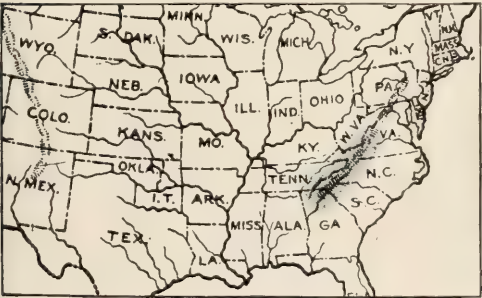 MINN.
VT.
N.H.
WYO.
S. DAK.
WIS.
MICH.
N.Y
MASS
CN
NEB.
IOWA
PA.
ILL.
IND.
OHIO
COLO.
W. VA.
VA.
KANS.
MO.
KY.
OKLA.
TENN.
N.C.
N. MEX.
I.T.
ARK.
S.C.
TEX.
MISS
ALA.
GA
LA.